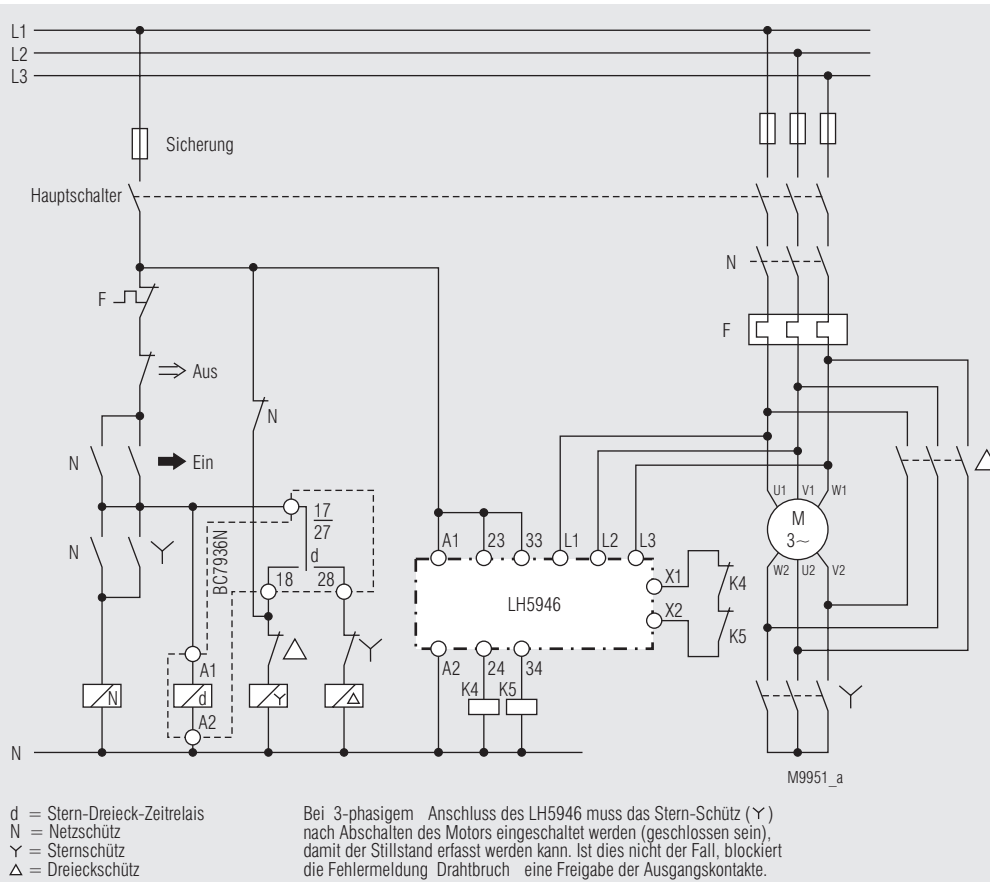 L1
L2
L3
Sicherung
Hauptschalter
N
F
F
Aus
N
N
Ein
17
27
d
BC7936N
18
28
N
A1
d
A2
N
A1
23
33
L1
L2
L3
LH5946
X1
X2
K4
K5
A2
24
34
K4
K5
U1
V1
W1
M
3~
W2
U2
V2
Y
△
Y
△
Y
Y
△
N
M9951_a
d = Stern-Dreieck-Zeitrelais
N = Netzschütz
Y = Sternschütz
△ = Dreieckschütz
Bei 3-phasigem Anschluss des LH5946 muss das Stern-Schütz (Y)
nach Abschalten des Motors eingeschaltet werden (geschlossen sein),
damit der Stillstand erfasst werden kann. Ist dies nicht der Fall, blockiert
die Fehlermeldung Drahtbruch eine Freigabe der Ausgangskontakte.